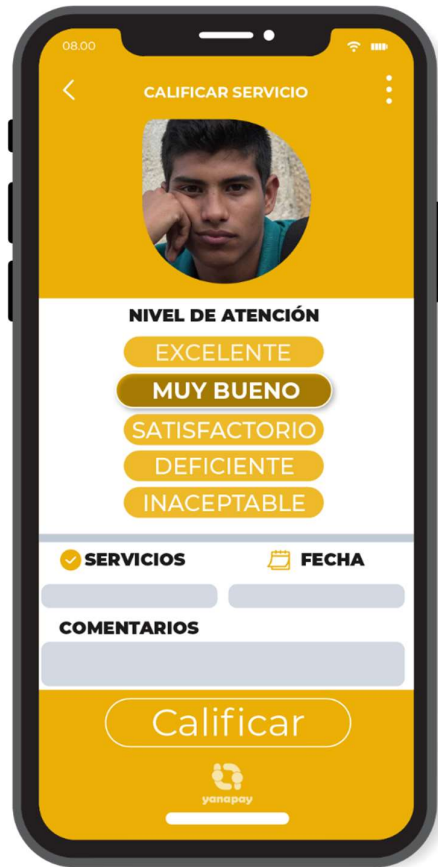 08.00
CALIFICAR SERVICIO
NIVEL DE ATENCIÓN
EXCELENTE
MUY BUENO
SATISFACTORIO
DEFICIENTE
INACEPTABLE
SERVICIOS FECHA
COMENTARIOS
Calificar
yanapay